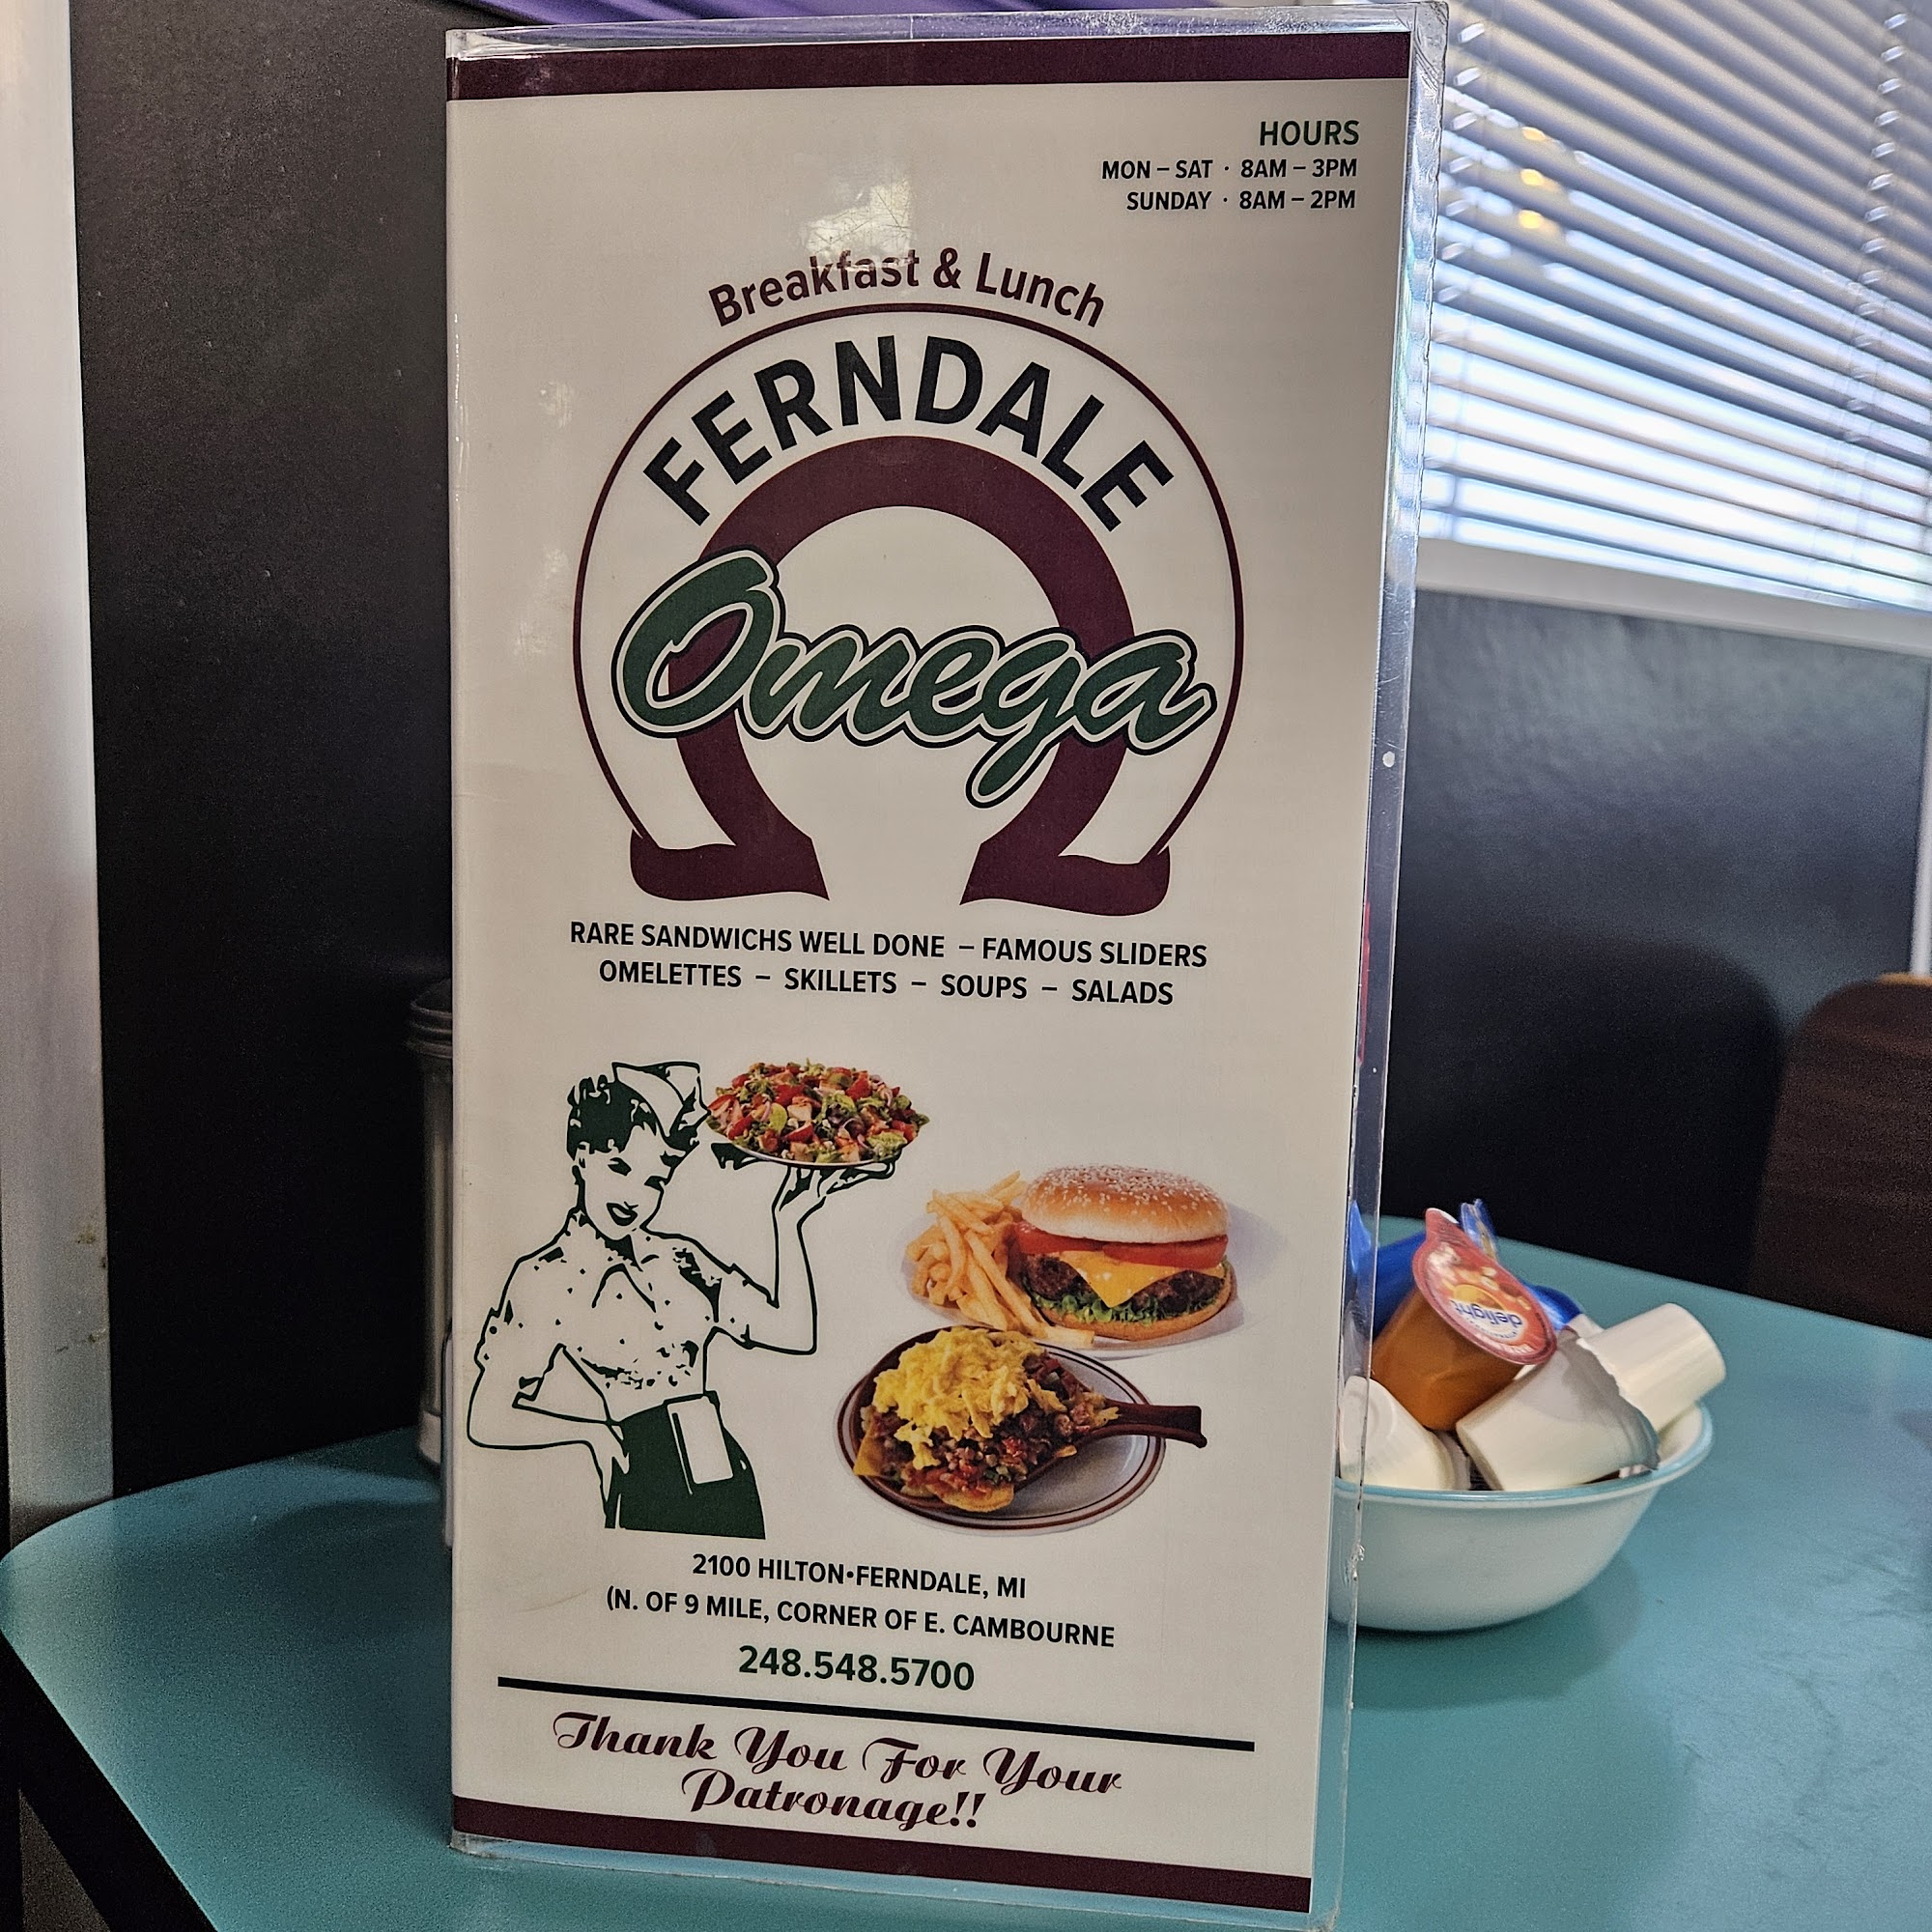 HOURS
MON – SAT · 8AM – 3PM
SUNDAY · 8AM – 2PM
Breakfast & Lunch
FERNDALE
Omega
RARE SANDWICHS WELL DONE – FAMOUS SLIDERS
OMELETTES – SKILLETS – SOUPS – SALADS
delight
2100 HILTON•FERNDALE, MI
(N. OF 9 MILE, CORNER OF E. CAMBOURNE
248.548.5700
Thank You For Your
Patronage!!